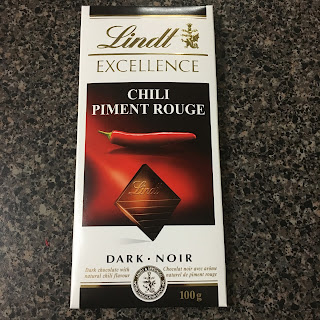 Lindt
EXCELLENCE
CHILI
PIMENT ROUGE
Lindt
DARK · NOIR
Dark chocolate with
natural chili flavour
Chocolat noir avec arôme
naturel de piment rouge
100 g